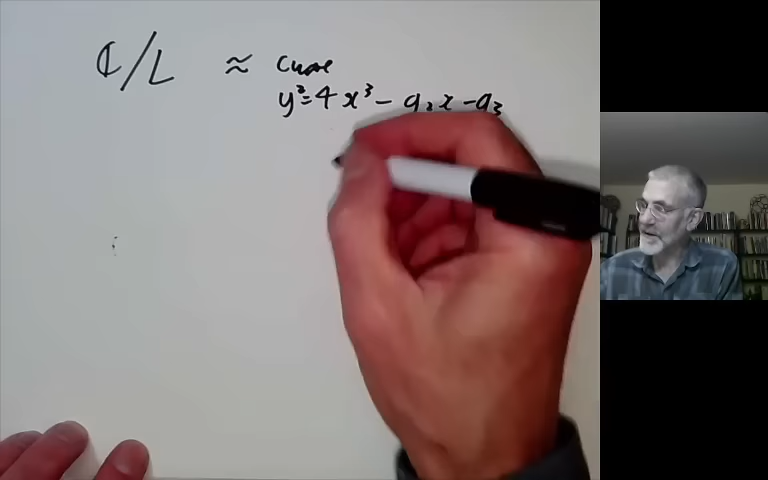 ℂ/L ≈ curve
y²=4x³-g₂x-g₃